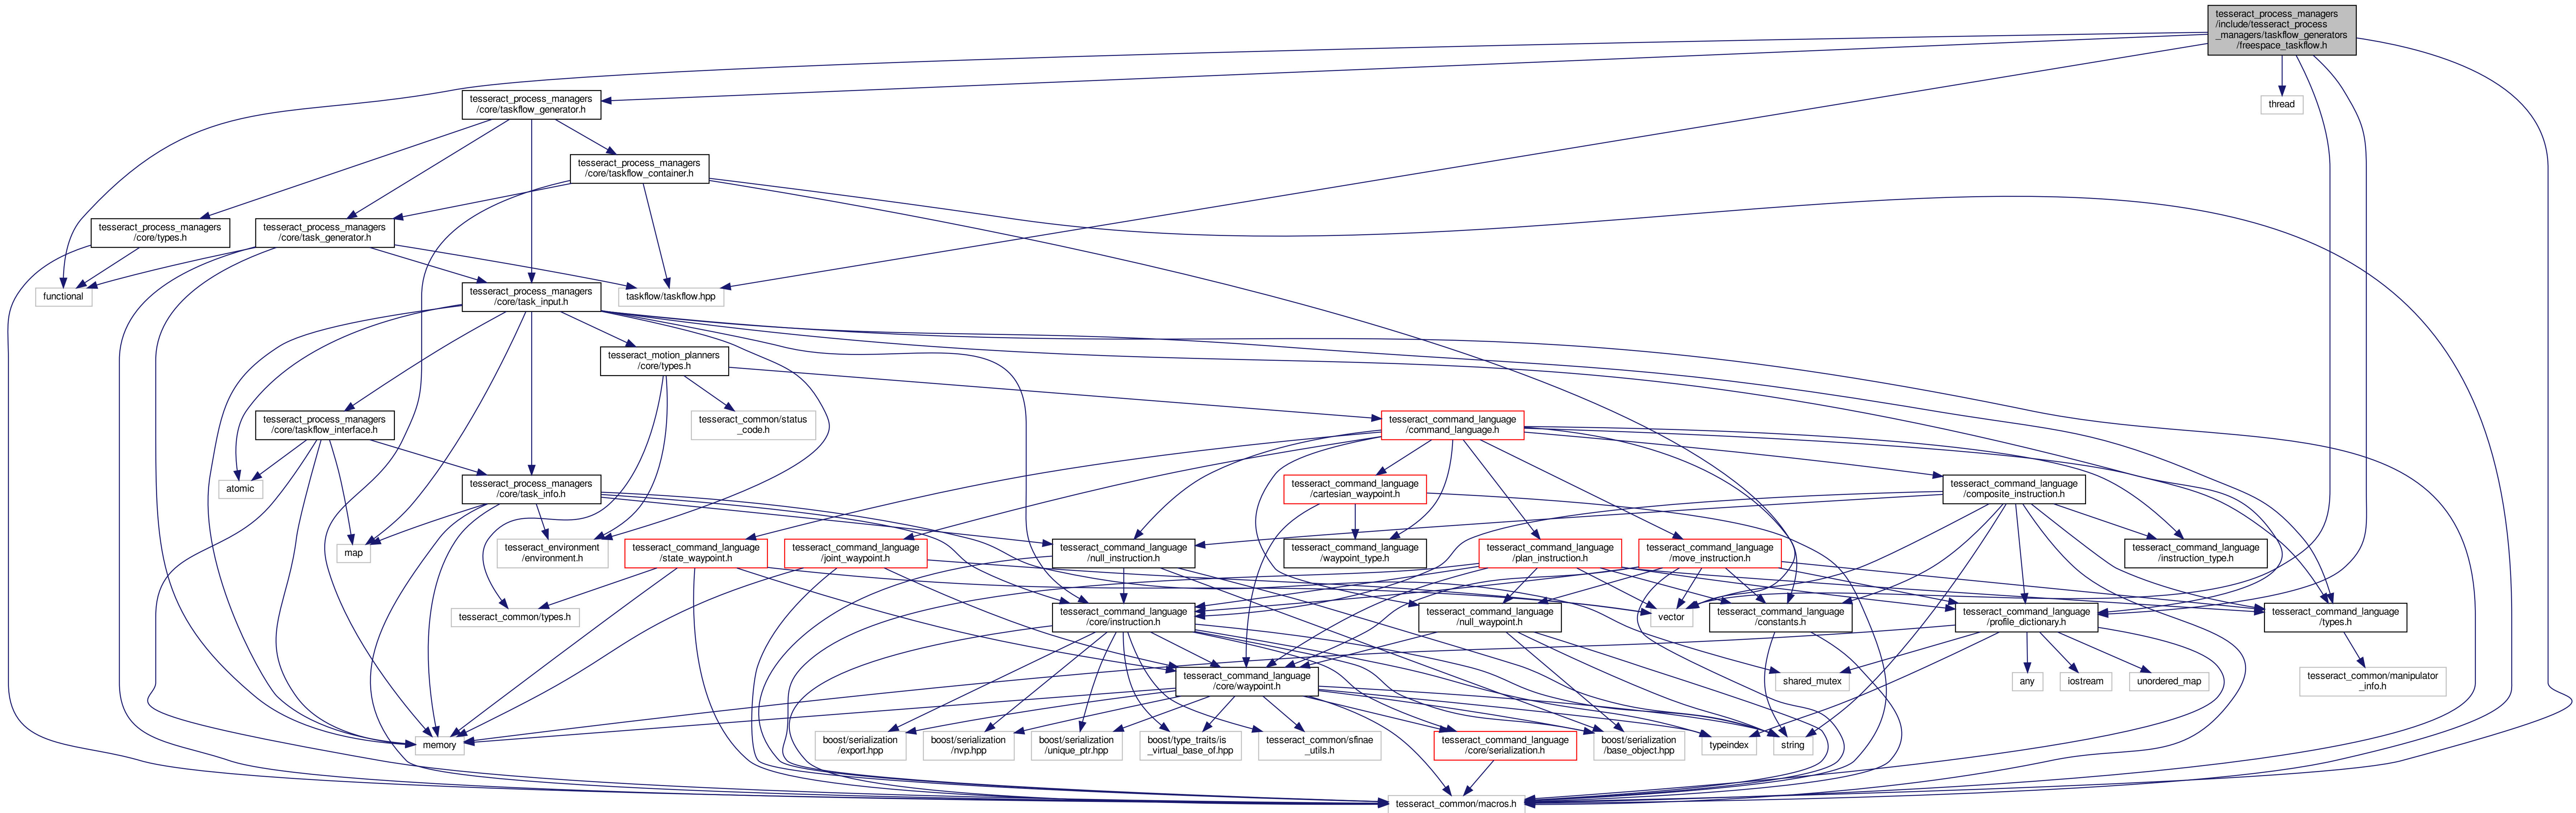 tesseract_process_managers
/include/tesseract_process
_managers/taskflow_generators
/freespace_taskflow.h
tesseract_process_managers
/core/taskflow_generator.h
thread
tesseract_process_managers
/core/taskflow_container.h
tesseract_process_managers
/core/types.h
tesseract_process_managers
/core/task_generator.h
functional
tesseract_process_managers
/core/task_input.h
taskflow/taskflow.hpp
tesseract_motion_planners
/core/types.h
tesseract_process_managers
/core/taskflow_interface.h
tesseract_common/status
_code.h
tesseract_command_language
/command_language.h
atomic
tesseract_process_managers
/core/task_info.h
tesseract_command_language
/cartesian_waypoint.h
tesseract_command_language
/composite_instruction.h
map
tesseract_environment
/environment.h
tesseract_command_language
/state_waypoint.h
tesseract_command_language
/joint_waypoint.h
tesseract_command_language
/null_instruction.h
tesseract_command_language
/waypoint_type.h
tesseract_command_language
/plan_instruction.h
tesseract_command_language
/move_instruction.h
tesseract_command_language
/instruction_type.h
tesseract_common/types.h
tesseract_command_language
/core/instruction.h
tesseract_command_language
/null_waypoint.h
vector
tesseract_command_language
/constants.h
tesseract_command_language
/profile_dictionary.h
tesseract_command_language
/types.h
tesseract_command_language
/core/waypoint.h
shared_mutex
any
iostream
unordered_map
tesseract_common/manipulator
_info.h
memory
boost/serialization
/export.hpp
boost/serialization
/nvp.hpp
boost/serialization
/unique_ptr.hpp
boost/type_traits/is
_virtual_base_of.hpp
tesseract_common/sfinae
_utils.h
tesseract_command_language
/core/serialization.h
boost/serialization
/base_object.hpp
typeindex
string
tesseract_common/macros.h